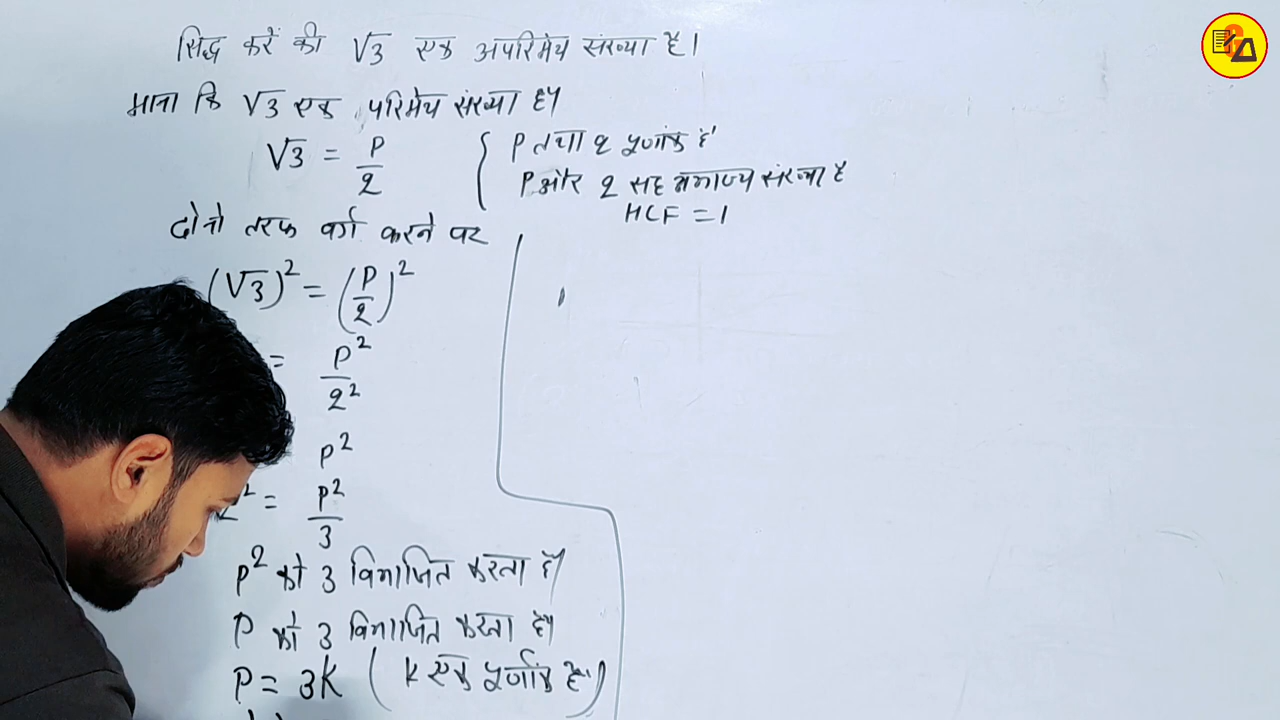 सिद्ध करें की √3 एक अपरिमेय संख्या है।
माना कि √3 एक परिमेय संख्या है।
√3 = P/q { P तथा q पूर्णांक है
P और q सह अभाज्य संख्या है
HCF = 1
दोनो तरफ वर्ग करने पर
(√3)² = (P/q)²
= P²/q²
P²
² = P²/3
P² को 3 विभाजित करता है।
P को 3 विभाजित करता है।
P = 3K ( K एक पूर्णांक है।)